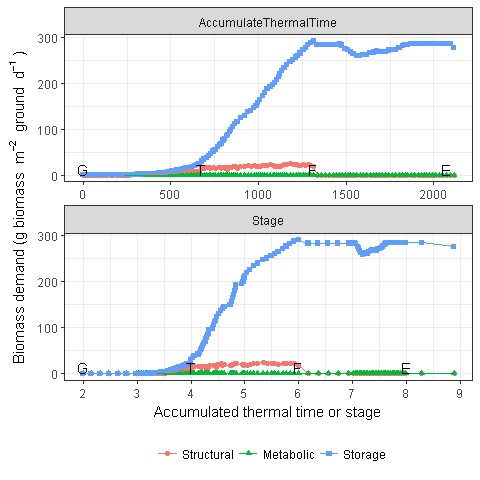 AccumulateThermalTime
300
200
100
0
G T F E
0 500 1000 1500 2000
Stage
300
200
100
0
G T F E
2 3 4 5 6 7 8 9
Biomass demand (g biomass m⁻² ground d⁻¹ )
Accumulated thermal time or stage
Structural Metabolic Storage